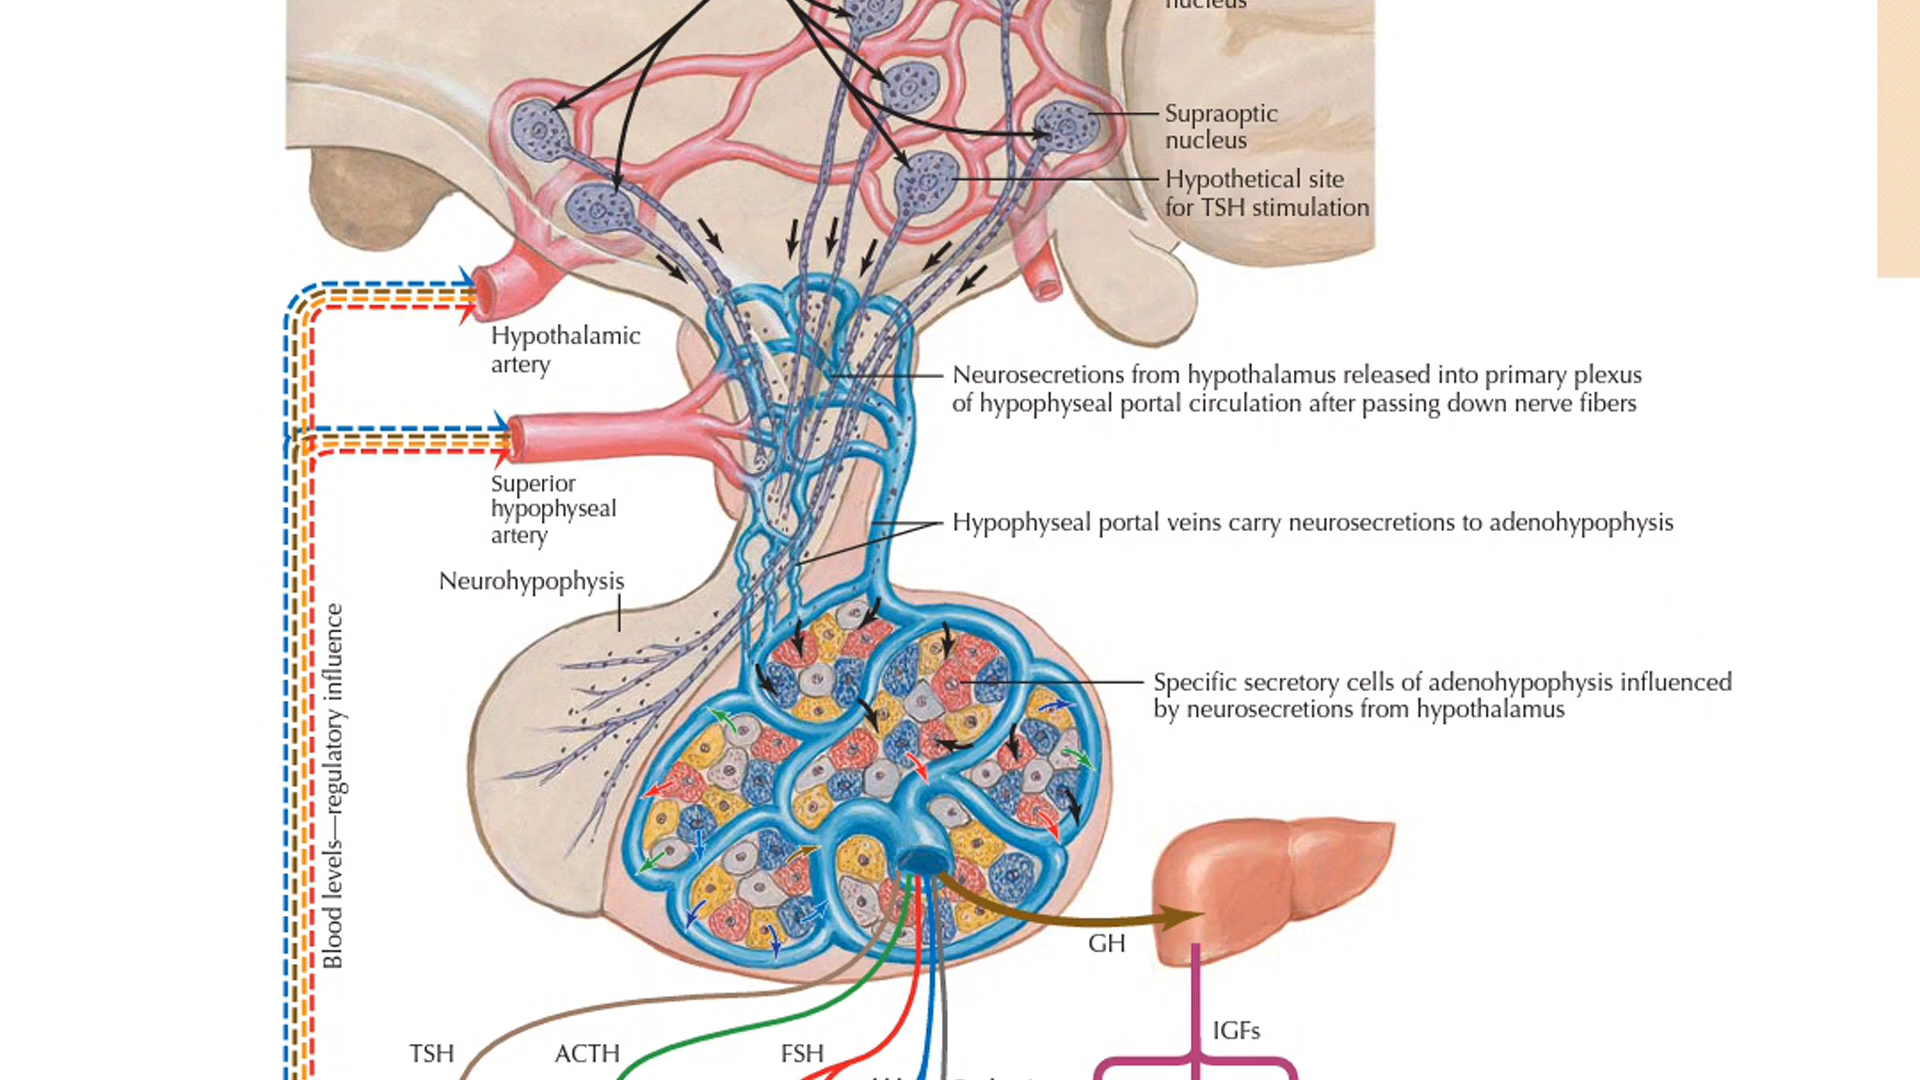 nucleus
Supraoptic
nucleus
Hypothetical site
for TSH stimulation
Hypothalamic
artery
Neurosecretions from hypothalamus released into primary plexus
of hypophyseal portal circulation after passing down nerve fibers
Superior
hypophyseal
artery
Hypophyseal portal veins carry neurosecretions to adenohypophysis
Neurohypophysis
Blood levels—regulatory influence
Specific secretory cells of adenohypophysis influenced
by neurosecretions from hypothalamus
GH
IGFs
TSH
ACTH
FSH